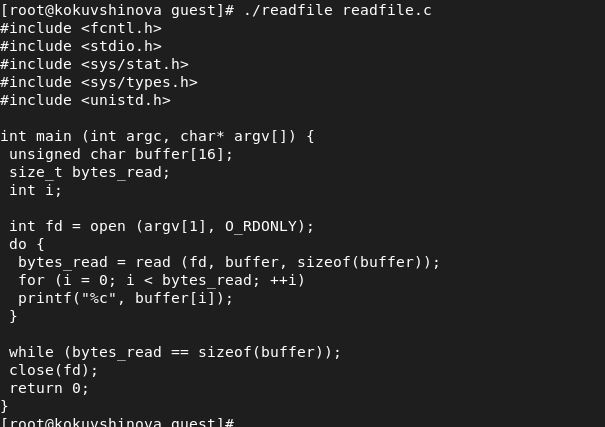 [root@kokuvshinova guest]# ./readfile readfile.c
#include <fcntl.h>
#include <stdio.h>
#include <sys/stat.h>
#include <sys/types.h>
#include <unistd.h>

int main (int argc, char* argv[]) {
 unsigned char buffer[16];
 size_t bytes_read;
 int i;

 int fd = open (argv[1], O_RDONLY);
 do {
  bytes_read = read (fd, buffer, sizeof(buffer));
  for (i = 0; i < bytes_read; ++i)
  printf("%c", buffer[i]);
 }

 while (bytes_read == sizeof(buffer));
 close(fd);
 return 0;
}
[root@kokuvshinova guest]#